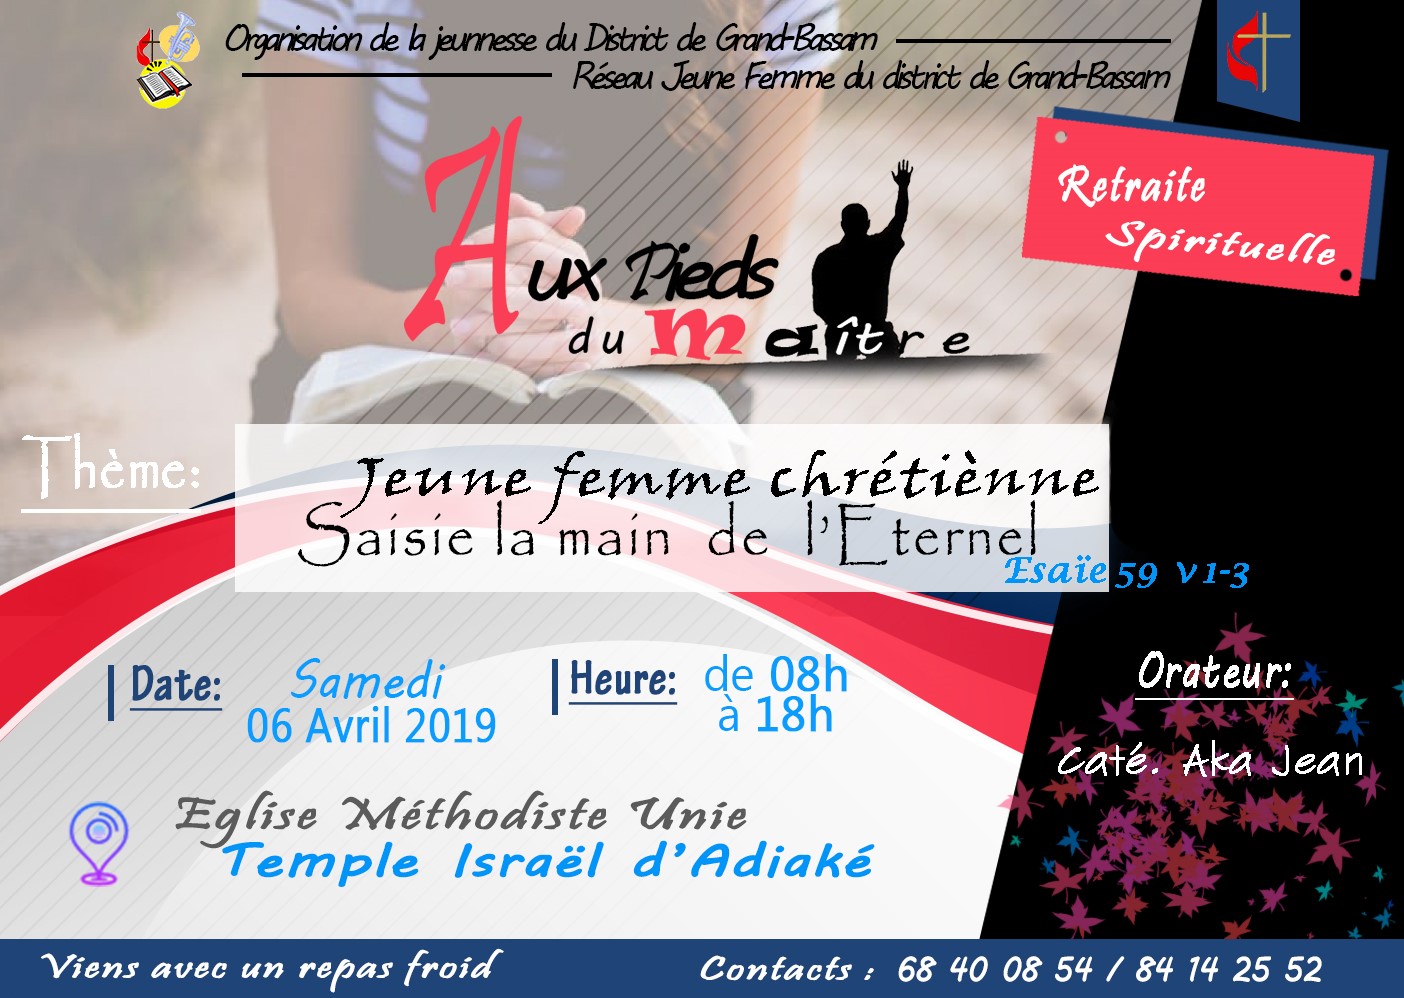 Organisation de la jeunnesse du District de Grand-Bassam
Réseau Jeune Femme du district de Grand-Bassam
Retraite
Spirituelle
Aux Pieds
du maître
Thème:
Jeune femme chrétiènne
Saisie la main de l'Eternel
Esaïe 59 v 1-3
Date:
Samedi
06 Avril 2019
Heure:
de 08h
à 18h
Orateur:
Caté. Aka Jean
Eglise Méthodiste Unie
Temple Israël d'Adiaké
Viens avec un repas froid
Contacts : 68 40 08 54 / 84 14 25 52